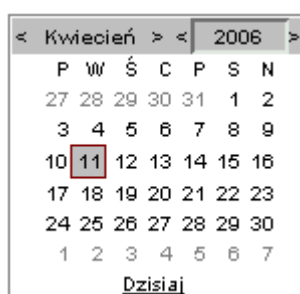 < Kwiecień > < 2006 >
P W Ś C P S N
27 28 29 30 31 1 2
3 4 5 6 7 8 9
10 11 12 13 14 15 16
17 18 19 20 21 22 23
24 25 26 27 28 29 30
1 2 3 4 5 6 7
Dzisiaj